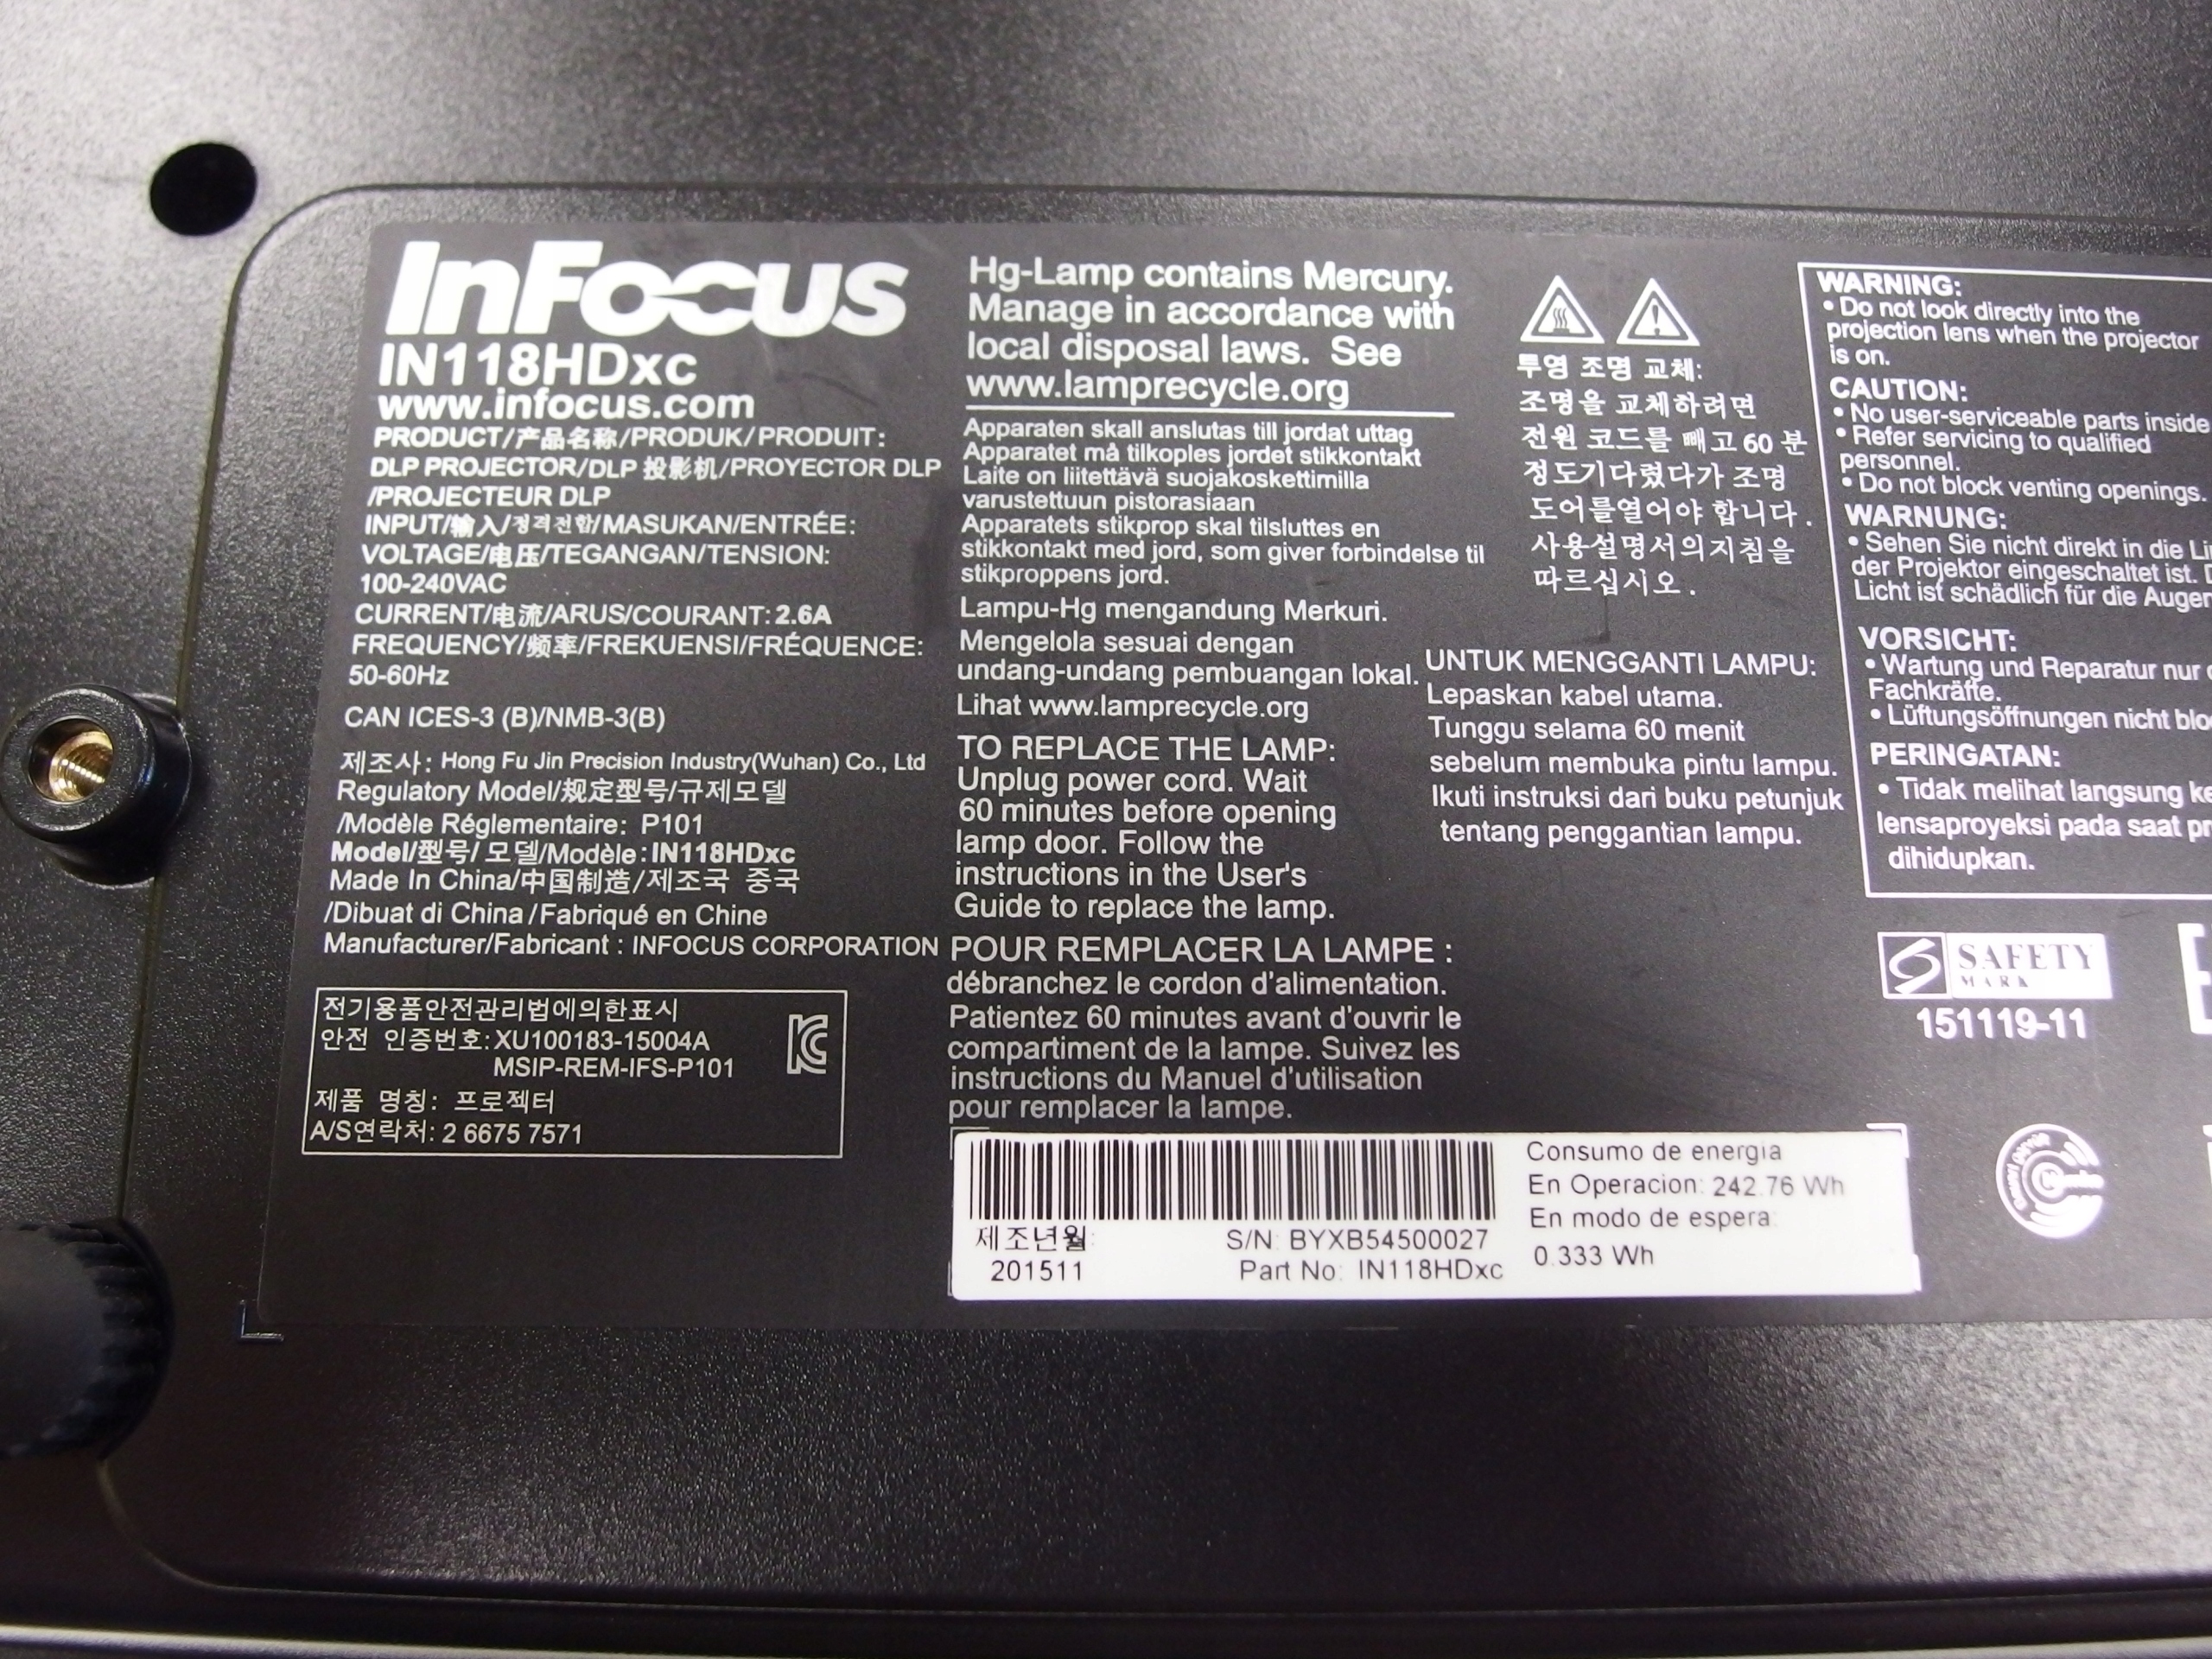 InFocus
IN118HDxc
www.infocus.com
PRODUCT/产品名称/PRODUK/PRODUIT:
DLP PROJECTOR/DLP 投影机/PROYECTOR DLP
/PROJECTEUR DLP
INPUT/输入/정격전합/MASUKAN/ENTRÉE:
VOLTAGE/电压/TEGANGAN/TENSION:
100-240VAC
CURRENT/电流/ARUS/COURANT: 2.6A
FREQUENCY/频率/FREKUENSI/FRÉQUENCE:
50-60Hz
CAN ICES-3 (B)/NMB-3(B)
제조사: Hong Fu Jin Precision Industry(Wuhan) Co., Ltd
Regulatory Model/规定型号/규제모델
/Modèle Réglementaire: P101
Model/型号/모델/Modèle: IN118HDxc
Made In China/中国制造/제조국 중국
/Dibuat di China/Fabriqué en Chine
Manufacturer/Fabricant : INFOCUS CORPORATION
전기용품안전관리법에의한표시
안전 인증번호: XU100183-15004A
MSIP-REM-IFS-P101
제품 명칭: 프로젝터
A/S연락처: 2 6675 7571
Hg-Lamp contains Mercury.
Manage in accordance with
local disposal laws. See
www.lamprecycle.org
Apparaten skall anslutas till jordat uttag
Apparatet må tilkoples jordet stikkontakt
Laite on liitettävä suojakoskettimilla
varustettuun pistorasiaan
Apparatets stikprop skal tilsluttes en
stikkontakt med jord, som giver forbindelse til
stikproppens jord.
Lampu-Hg mengandung Merkuri.
Mengelola sesuai dengan
undang-undang pembuangan lokal.
Lihat www.lamprecycle.org
TO REPLACE THE LAMP:
Unplug power cord. Wait
60 minutes before opening
lamp door. Follow the
instructions in the User's
Guide to replace the lamp.
POUR REMPLACER LA LAMPE :
débranchez le cordon d'alimentation.
Patientez 60 minutes avant d'ouvrir le
compartiment de la lampe. Suivez les
instructions du Manuel d'utilisation
pour remplacer la lampe.
제조년월:
201511
S/N: BYXB54500027
Part No: IN118HDxc
Consumo de energia
En Operacion: 242.76 Wh
En modo de espera:
0.333 Wh
투영 조명 교체:
조명을 교체하려면
전원 코드를 빼고 60 분
정도기다렸다가 조명
도어를열어야 합니다.
사용설명서의지침을
따르십시오.
UNTUK MENGGANTI LAMPU:
Lepaskan kabel utama.
Tunggu selama 60 menit
sebelum membuka pintu lampu.
Ikuti instruksi dari buku petunjuk
tentang penggantian lampu.
WARNING:
• Do not look directly into the
projection lens when the projector
is on.
CAUTION:
• No user-serviceable parts inside
• Refer servicing to qualified
personnel.
• Do not block venting openings.
WARNUNG:
• Sehen Sie nicht direkt in die
der Projektor eingeschaltet ist.
Licht ist schädlich für die Augen
VORSICHT:
• Wartung und Reparatur nur
Fachkräfte.
• Lüftungsöffnungen nicht
PERINGATAN:
• Tidak melihat langsung
lensaproyeksi pada saat
dihidupkan.
SAFETY
MARK
151119-11